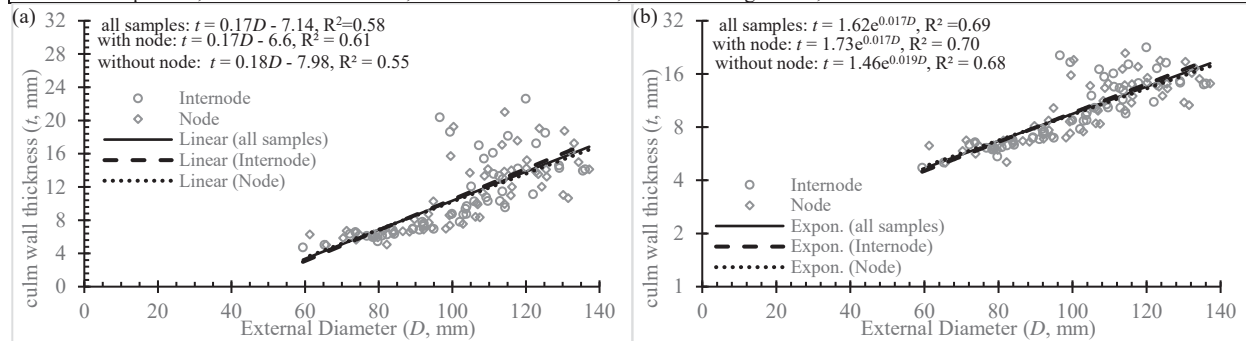 (a)
all samples: t = 0.17D - 7.14, R²=0.58
with node: t = 0.17D - 6.6, R² = 0.61
without node: t = 0.18D - 7.98, R² = 0.55
Internode
Node
Linear (all samples)
Linear (Internode)
Linear (Node)
culm wall thickness (t, mm)
32
28
24
20
16
12
8
4
0
0 20 40 60 80 100 120 140
External Diameter (D, mm)
(b)
all samples: t = 1.62e^0.017D, R² =0.69
with node: t = 1.73e^0.017D, R² = 0.70
without node: t = 1.46e^0.019D, R² = 0.68
Internode
Node
Expon. (all samples)
Expon. (Internode)
Expon. (Node)
culm wall thickness (t, mm)
32
16
8
4
2
1
0 20 40 60 80 100 120 140
External Diameter (D, mm)